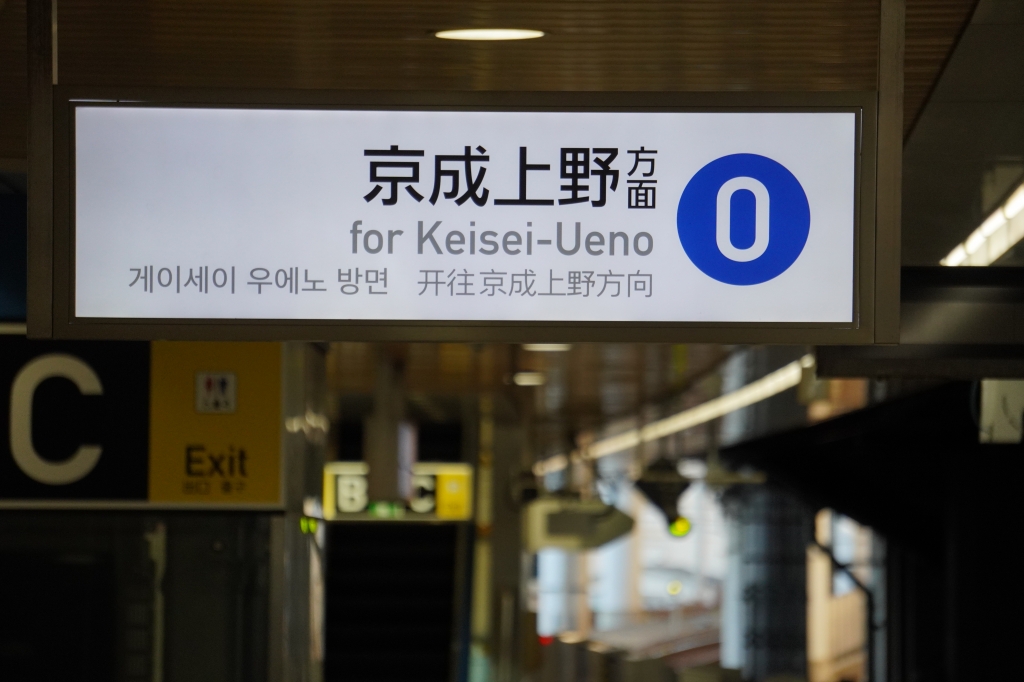 京成上野方面
0
for Keisei-Ueno
게이세이 우에노 방면 开往京成上野方向
C
Exit
B C